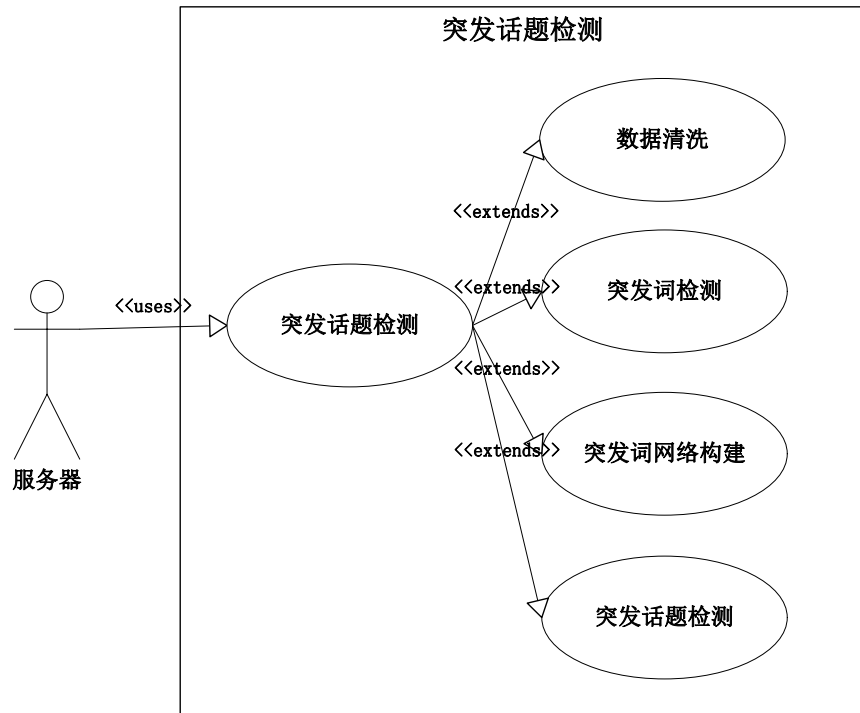 突发话题检测
数据清洗
<<extends>>
<<extends>>
突发词检测
<<uses>>
突发话题检测
<<extends>>
<<extends>>
突发词网络构建
服务器
突发话题检测